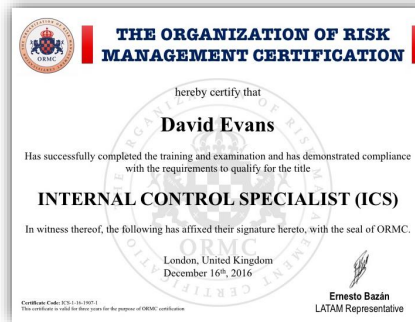 THE ORGANIZATION OF RISK
MANAGEMENT CERTIFICATION
ORMC
hereby certify that
David Evans
Has successfully completed the training and examination and has demonstrated compliance
with the requirements to qualify for the title
INTERNAL CONTROL SPECIALIST (ICS)
In witness thereof, the following has affixed their signature hereto, with the seal of ORMC.
ORMC
London, United Kingdom
December 16th, 2016
Ernesto Bazán
LATAM Representative
Certificate Code: ICS-1-16-1907-1
This certificate is valid for three years for the purpose of ORMC certification